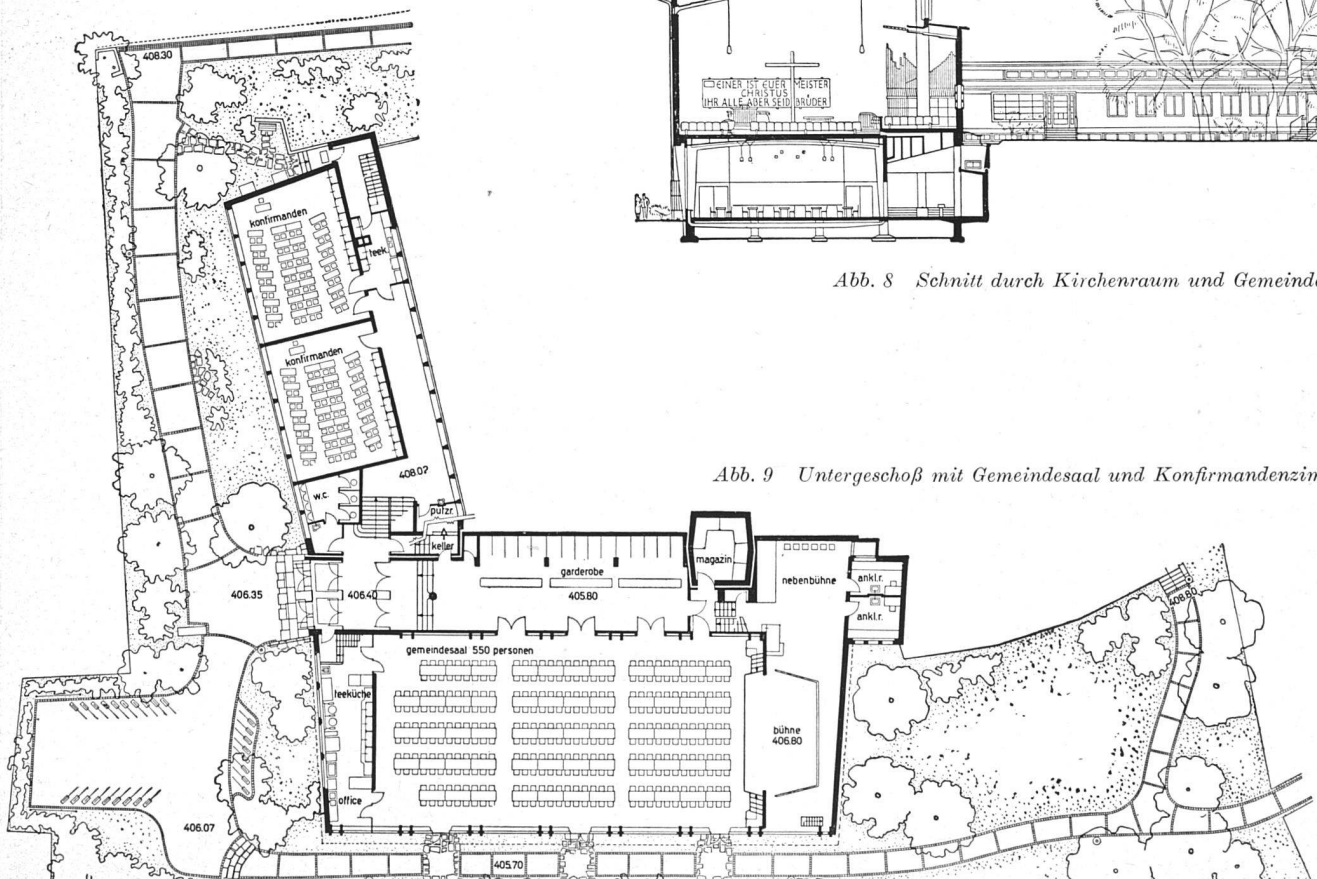 EINER IST EUER MEISTER
CHRISTUS
IHR ALLE ABER SEID BRÜDER
Abb. 8 Schnitt durch Kirchenraum und Gemeinde
Abb. 9 Untergeschoß mit Gemeindesaal und Konfirmandenzim
408.30
konfirmanden
teek.
konfirmanden
408.07
w.c.
putzr.
keller
magazin
garderobe
405.80
nebenbühne
ankl.r.
ankl.r.
406.35
406.40
408.80
gemeindesaal 550 personen
teeküche
bühne
406.80
office
406.07
405.70